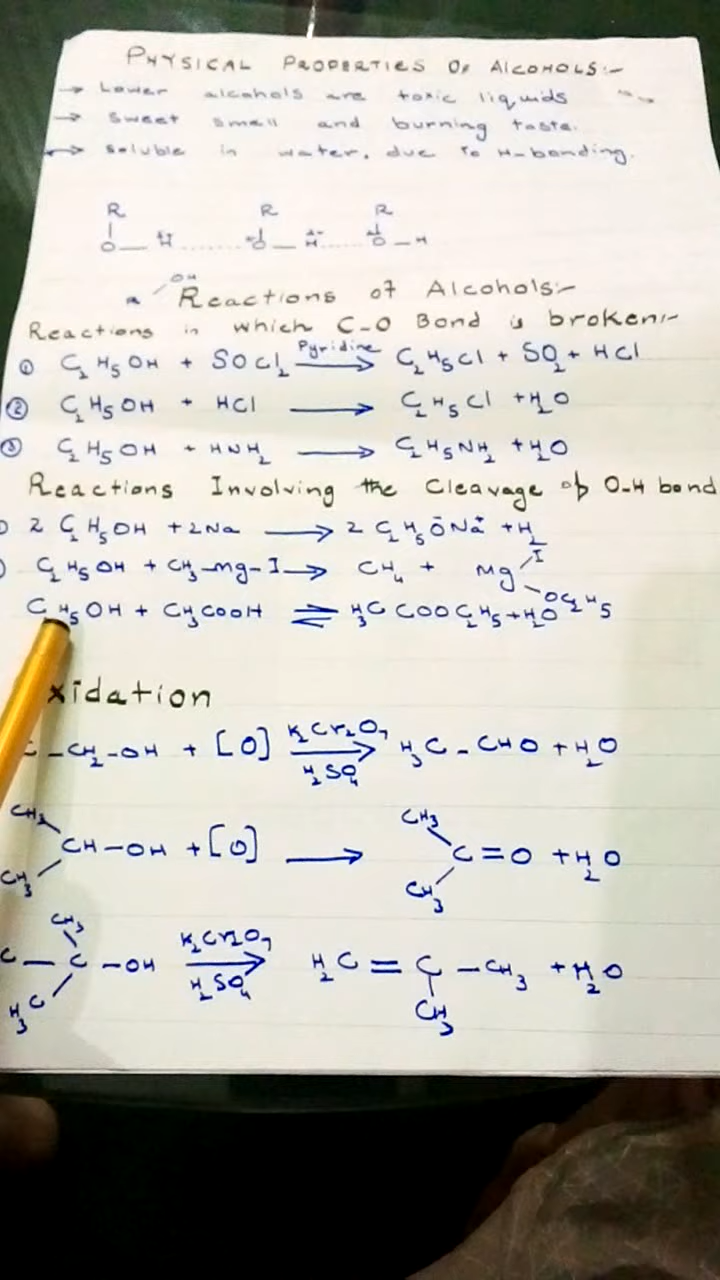 PHYSICAL PROPERTIES OF ALCOHOLS:-
→ Lower alcohols are toxic liquids
→ Sweet smell and burning taste.
→ Soluble in water, due to H-bonding.
R R R
O — H ........ O — H ...... O — H
OH
Reactions of Alcohols:-
Reactions in which C-O Bond is broken:-
① C2H5OH + SOCl2 —Pyridine→ C2H5Cl + SO2 + HCl
② C2H5OH + HCl → C2H5Cl + H2O
③ C2H5OH + HNH2 → C2H5NH2 + H2O
Reactions Involving the Cleavage of O-H bond
2 C2H5OH + 2Na → 2 C2H5O⁻Na⁺ + H2
C2H5OH + CH3-Mg-I → CH4 + Mg I OC2H5
C2H5OH + CH3COOH ⇌ H3C COOC2H5 + H2O
xidation
C-CH2-OH + [O] —K2Cr2O7 / H2SO4→ H3C-CHO + H2O
CH3 CH3
CH-OH + [O] → C=O + H2O
CH3 CH3
CH3
C - C - OH —K2Cr2O7 / H2SO4→ H2C = C - CH3 + H2O
H3C CH3